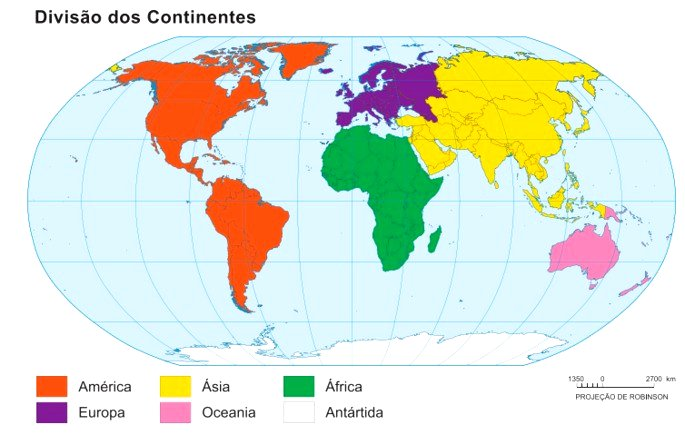 Divisão dos Continentes
América
Ásia
África
Europa
Oceania
Antártida
1350 0 2700 km
PROJEÇÃO DE ROBINSON